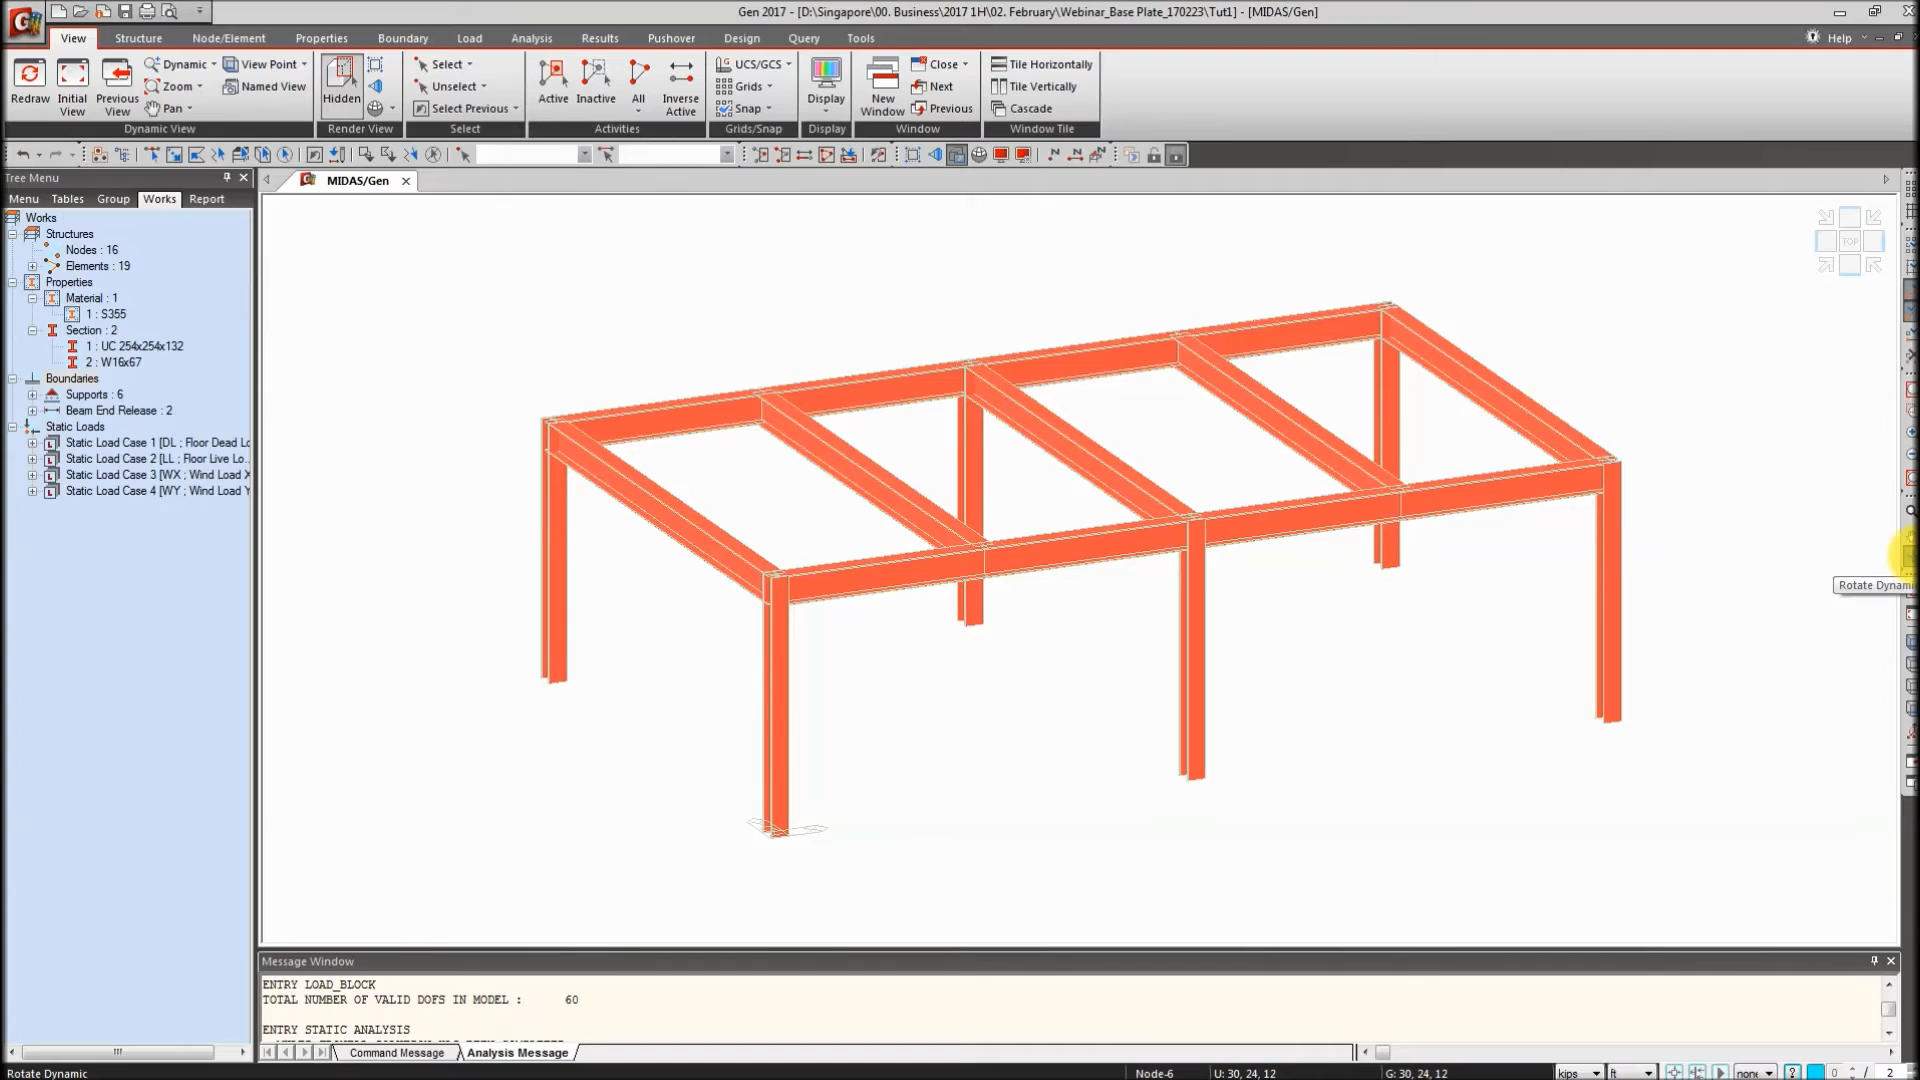 Gen 2017 - [D:\Singapore\00. Business\2017 1H\02. February\Webinar_Base Plate_170223\Tut1] - [MIDAS/Gen]
View Structure Node/Element Properties Boundary Load Analysis Results Pushover Design Query Tools Help
Redraw
Initial View
Previous View
Dynamic
Zoom
Pan
View Point
Named View
Dynamic View
Hidden
Render View
Select
Unselect
Select Previous
Select
Active
Inactive
All
Inverse Active
Activities
UCS/GCS
Grids
Snap
Grids/Snap
Display
Display
New Window
Close
Next
Previous
Window
Tile Horizontally
Tile Vertically
Cascade
Window Tile
Tree Menu
Menu Tables Group Works Report
MIDAS/Gen
Works
Structures
Nodes : 16
Elements : 19
Properties
Material : 1
1 : S355
Section : 2
1 : UC 254x254x132
2 : W16x67
Boundaries
Supports : 6
Beam End Release : 2
Static Loads
Static Load Case 1 [DL ; Floor Dead Lo
Static Load Case 2 [LL ; Floor Live Lo...
Static Load Case 3 [WX ; Wind Load X
Static Load Case 4 [WY ; Wind Load Y
TOP
Rotate Dynam
Message Window
ENTRY LOAD_BLOCK
TOTAL NUMBER OF VALID DOFS IN MODEL : 60
ENTRY STATIC ANALYSIS
Command Message
Analysis Message
Rotate Dynamic
Node-6
U: 30, 24, 12
G: 30, 24, 12
kips
ft
none
0
/ 2